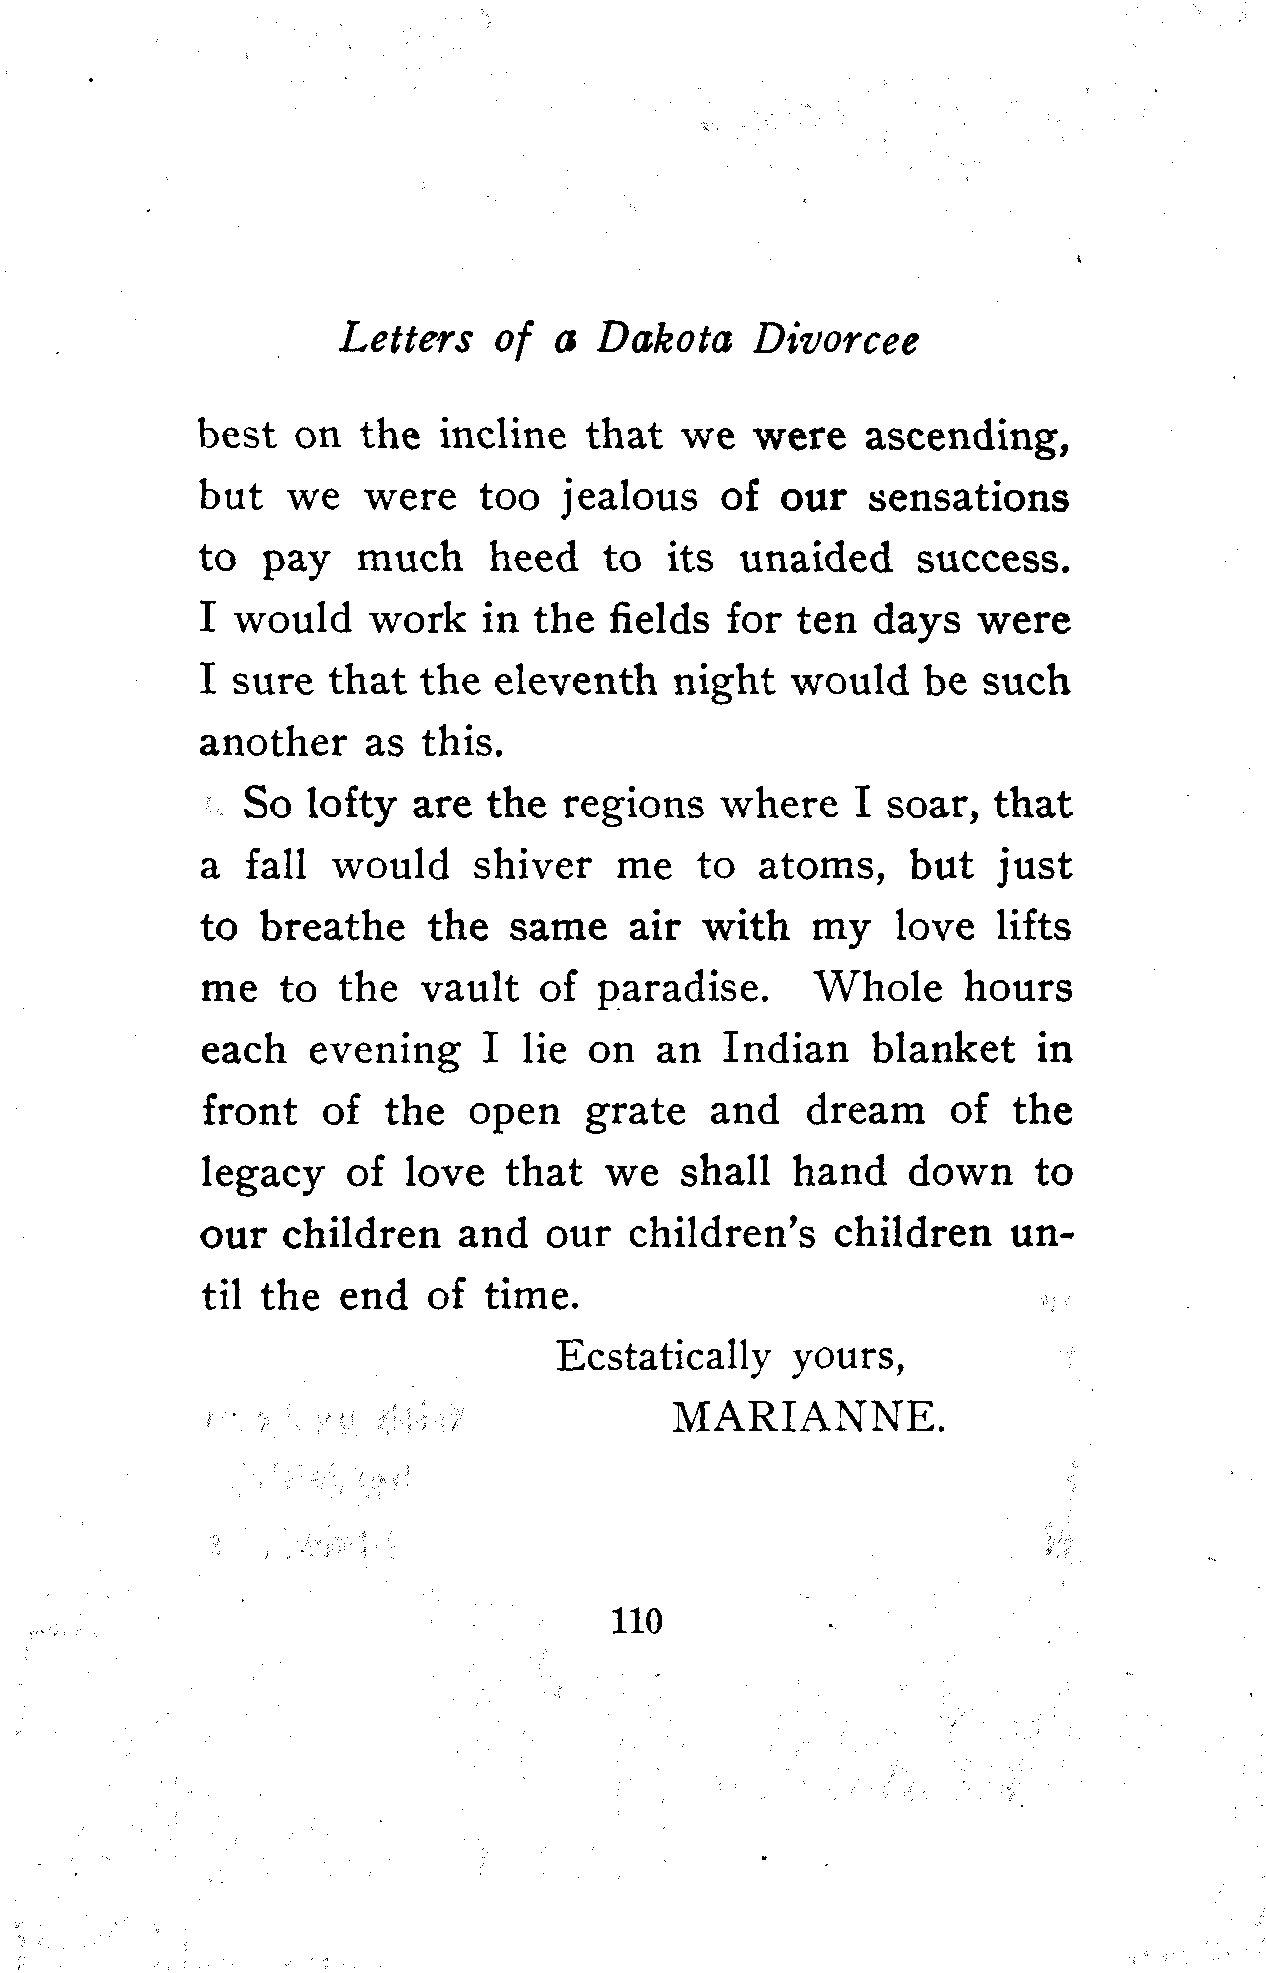 Letters of a Dakota Divorcee
best on the incline that we were ascending,
but we were too jealous of our sensations
to pay much heed to its unaided success.
I would work in the fields for ten days were
I sure that the eleventh night would be such
another as this.
So lofty are the regions where I soar, that
a fall would shiver me to atoms, but just
to breathe the same air with my love lifts
me to the vault of paradise. Whole hours
each evening I lie on an Indian blanket in
front of the open grate and dream of the
legacy of love that we shall hand down to
our children and our children's children un-
til the end of time.
Ecstatically yours,
MARIANNE.
110